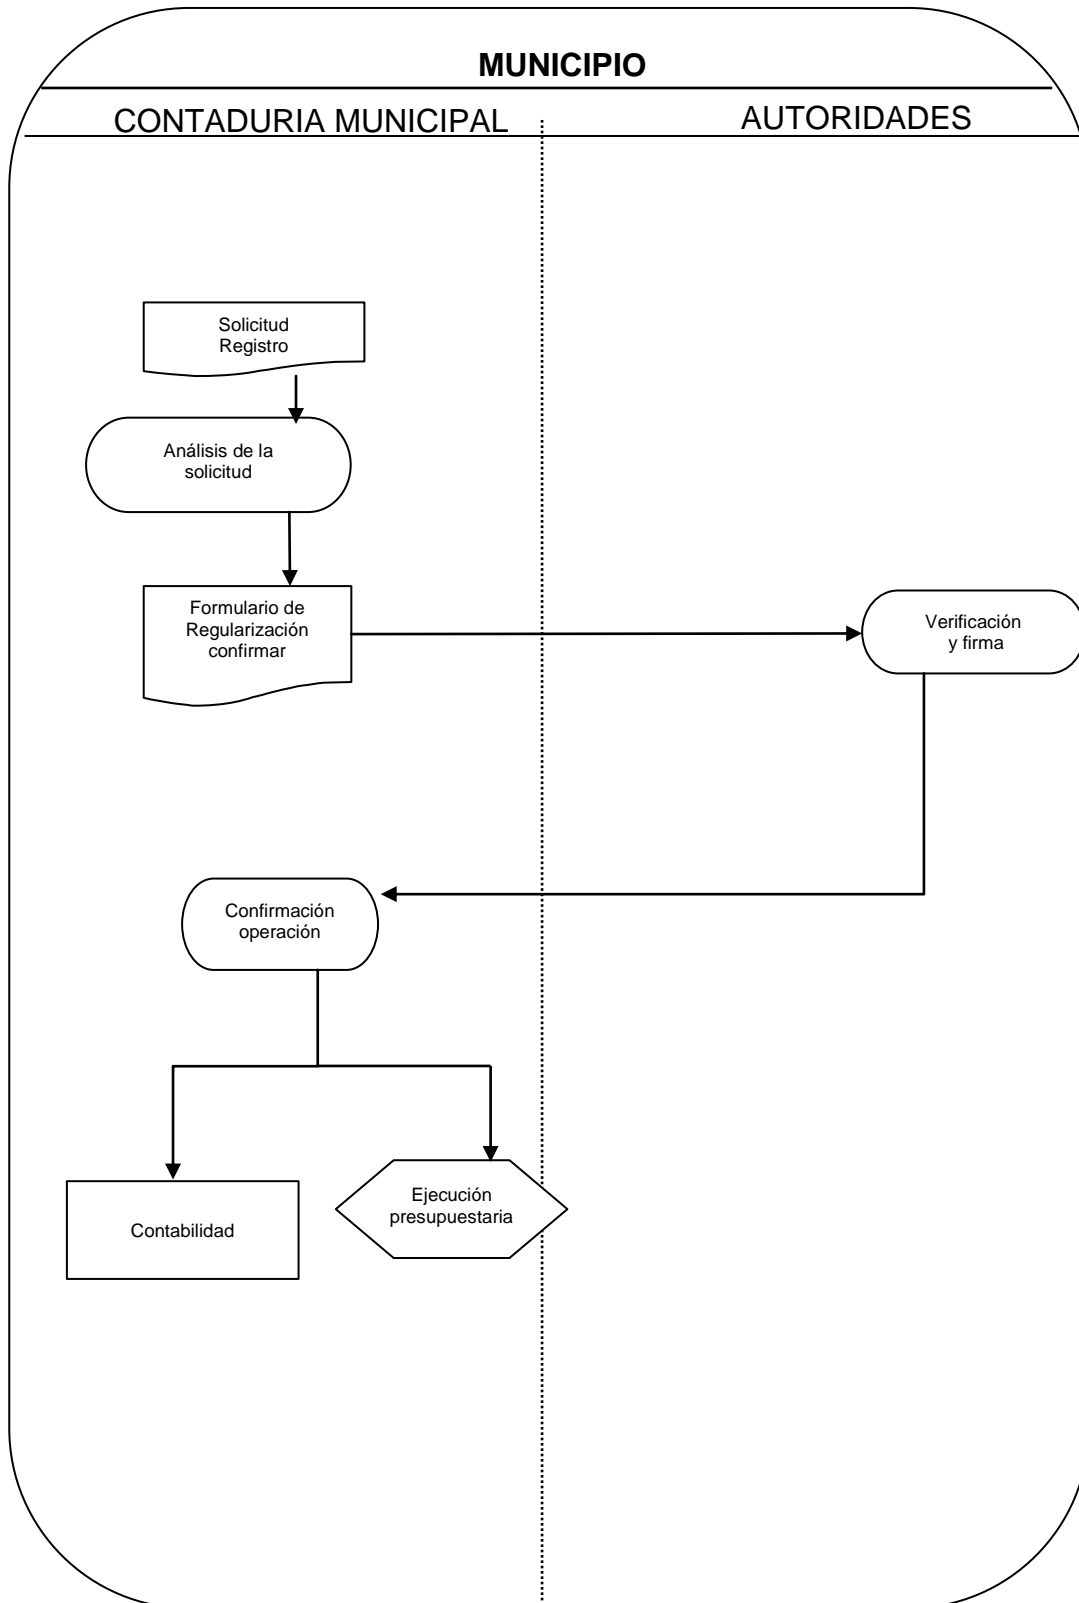 MUNICIPIO
CONTADURIA MUNICIPAL
AUTORIDADES
Solicitud
Registro
Análisis de la
solicitud
Formulario de
Regularización
confirmar
Verificación
y firma
Confirmación
operación
Contabilidad
Ejecución
presupuestaria